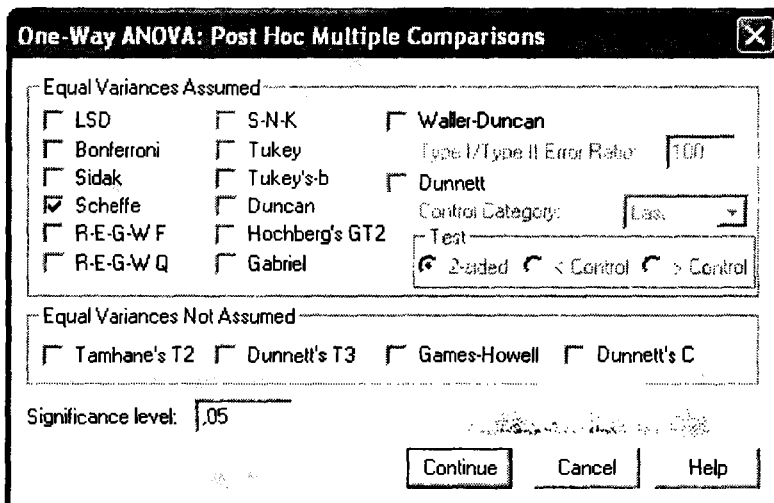 One-Way ANOVA: Post Hoc Multiple Comparisons
Equal Variances Assumed
LSD
Bonferroni
Sidak
Scheffe
R-E-G-W F
R-E-G-W Q
S-N-K
Tukey
Tukey's-b
Duncan
Hochberg's GT2
Gabriel
Waller-Duncan
Type I/Type II Error Ratio: 100
Dunnett
Control Category: Last
Test
2-sided < Control > Control
Equal Variances Not Assumed
Tamhane's T2 Dunnett's T3 Games-Howell Dunnett's C
Significance level: ,05
Continue Cancel Help